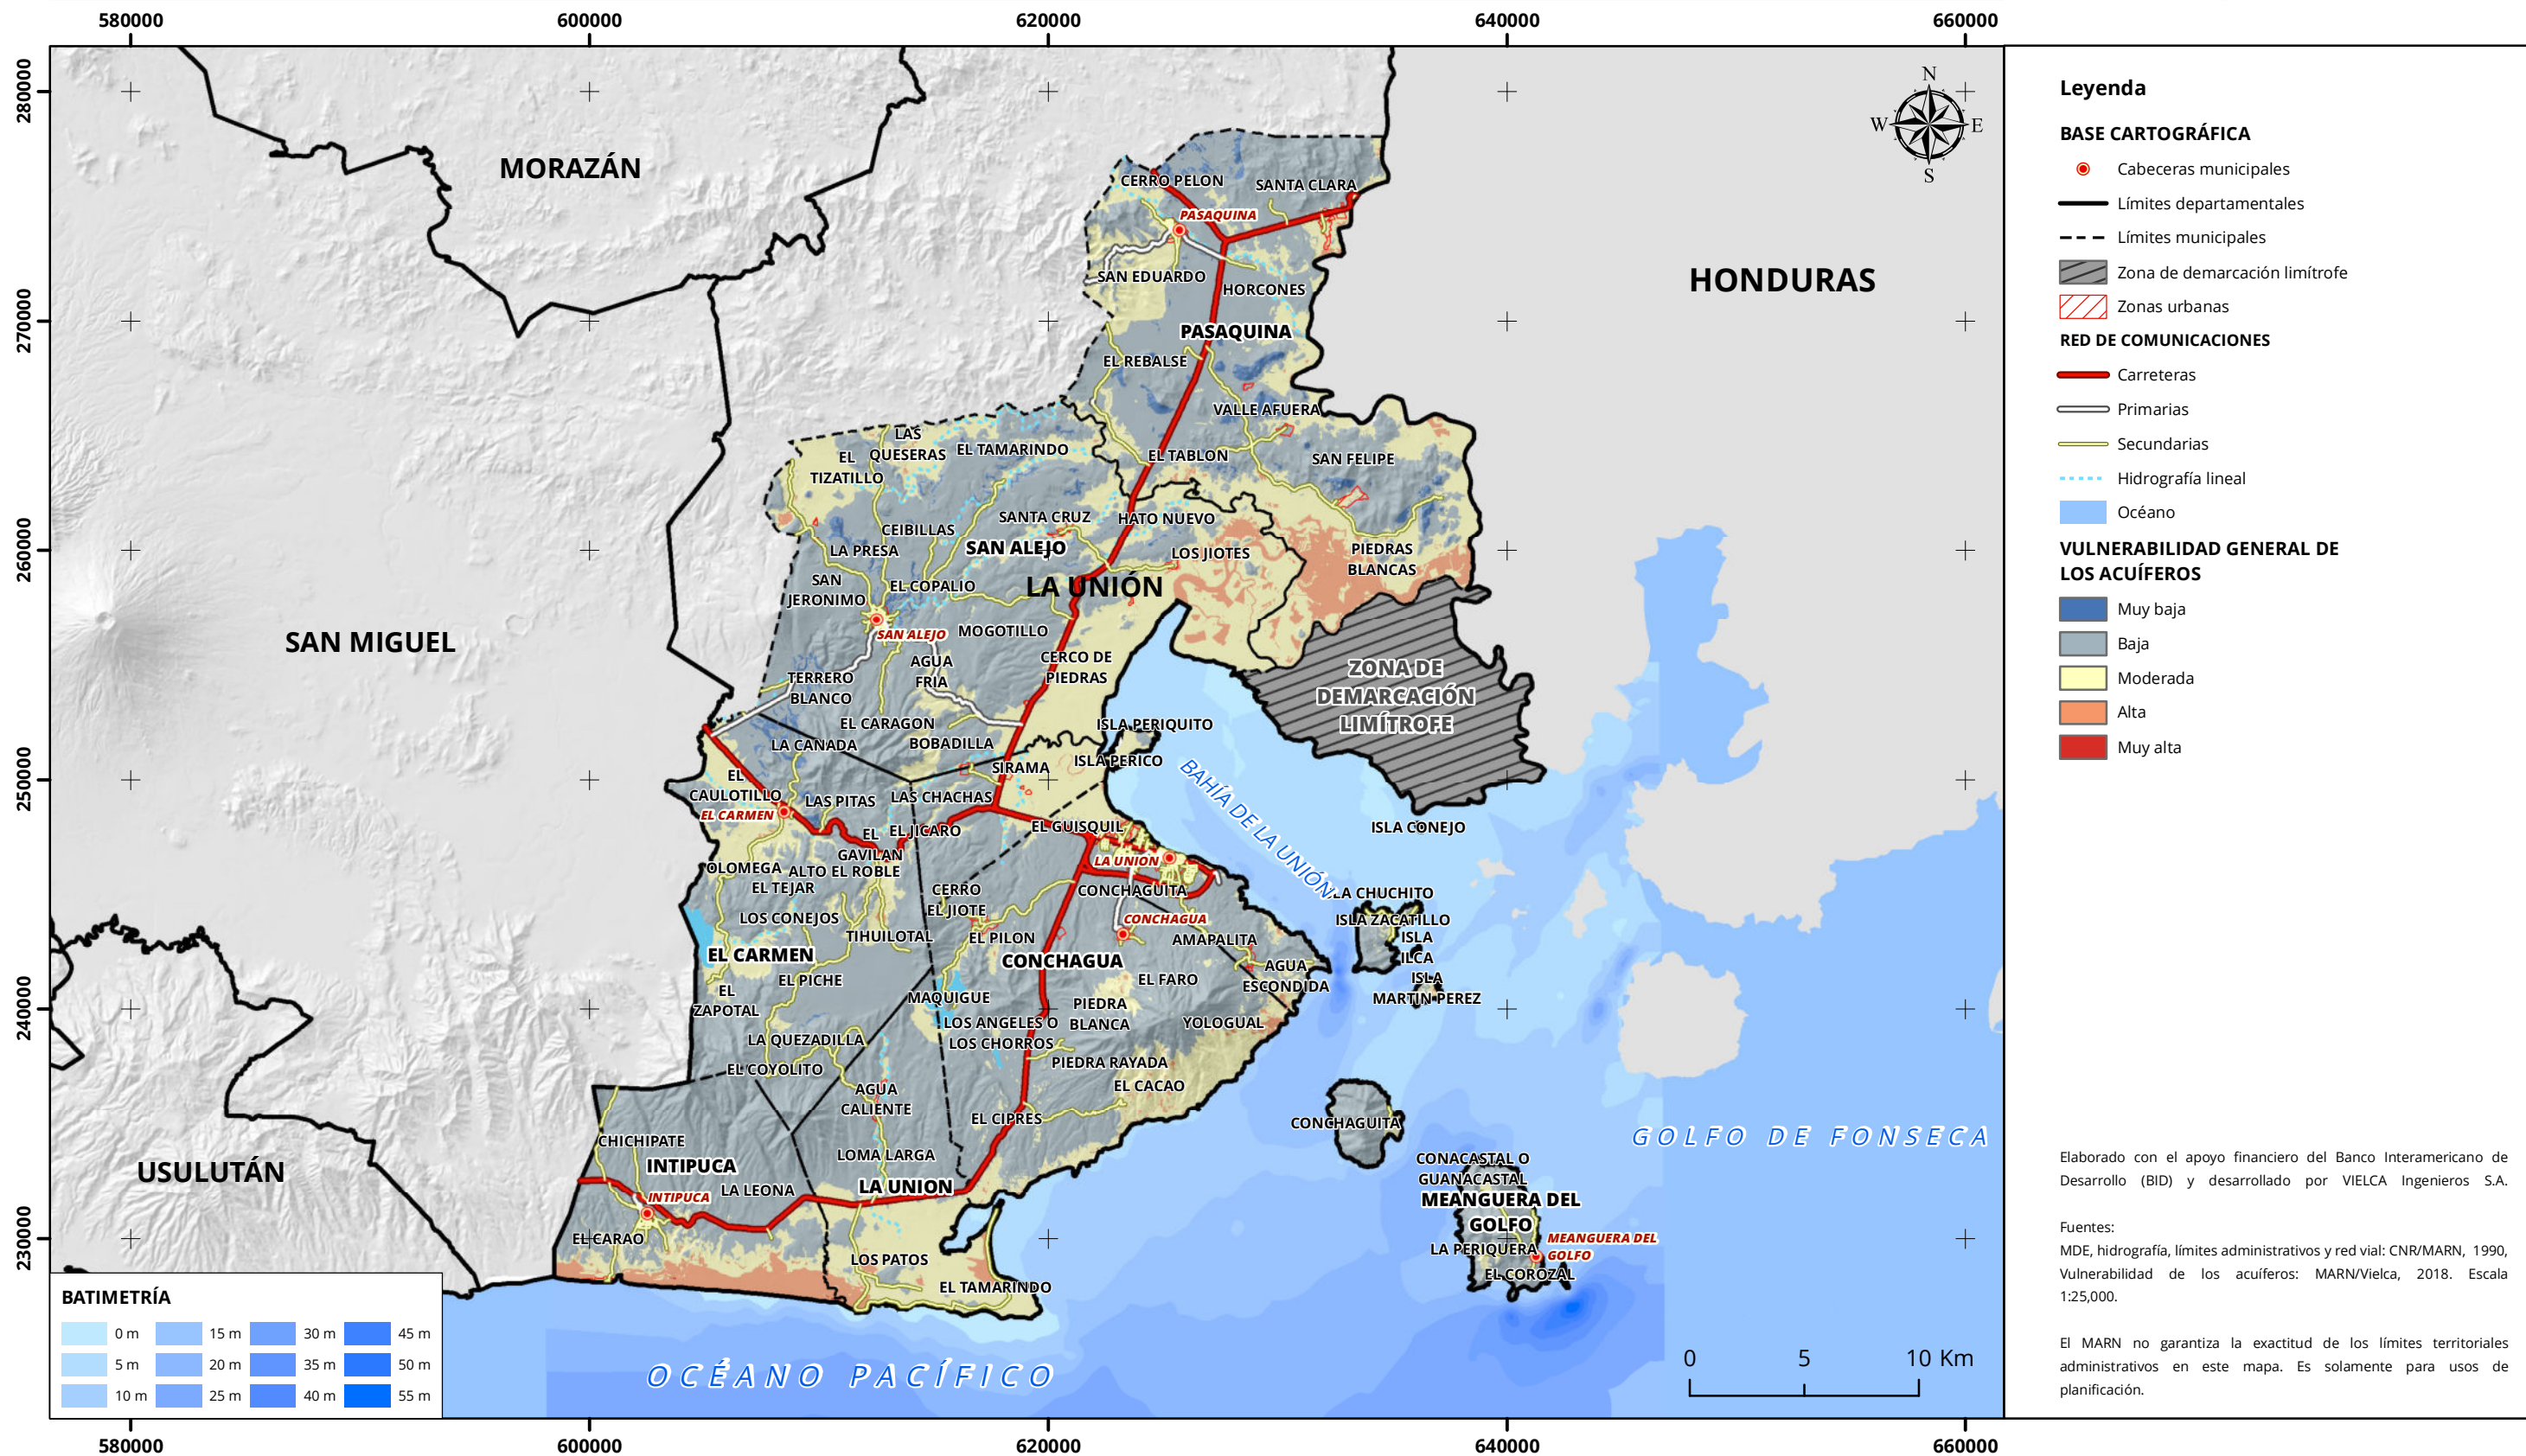 580000
600000
620000
640000
660000
280000
270000
260000
250000
240000
230000
MORAZÁN
SAN MIGUEL
USULUTÁN
HONDURAS
LA UNIÓN
N
W
E
S
CERRO PELON
SANTA CLARA
PASAQUINA
SAN EDUARDO
HORCONES
PASAQUINA
EL REBALSE
VALLE AFUERA
LAS
QUESERAS
EL TAMARINDO
EL
TIZATILLO
EL TABLON
SAN FELIPE
SANTA CRUZ
HATO NUEVO
CEIBILLAS
LA PRESA
SAN ALEJO
LOS JIOTES
PIEDRAS
BLANCAS
SAN
JERONIMO
EL COPALIO
SAN ALEJO
MOGOTILLO
AGUA
FRIA
CERCO DE
PIEDRAS
TERRERO
BLANCO
ZONA DE
DEMARCACIÓN
LIMÍTROFE
EL CARAGON
ISLA PERIQUITO
LA CAÑADA
BOBADILLA
ISLA PERICO
SIRAMA
BAHÍA DE LA UNIÓN
EL
CAULOTILLO
LAS PITAS
LAS CHACHAS
EL CARMEN
EL JICARO
EL GUISQUIL
ISLA CONEJO
EL
GAVILAN
LA UNION
OLOMEGA
ALTO EL ROBLE
EL TEJAR
CERRO
EL JIOTE
CONCHAGUITA
ISLA CHUCHITO
LOS CONEJOS
CONCHAGUA
ISLA ZACATILLO
TIHUILOTAL
EL PILON
AMAPALITA
ISLA
ILCA
EL CARMEN
CONCHAGUA
AGUA
ESCONDIDA
EL PICHE
EL FARO
ISLA
MARTIN PEREZ
EL
ZAPOTAL
MAQUIGUE
PIEDRA
BLANCA
LOS ANGELES O
LOS CHORROS
YOLOGUAL
LA QUEZADILLA
PIEDRA RAYADA
EL COYOLITO
EL CACAO
AGUA
CALIENTE
EL CIPRES
CONCHAGUITA
CHICHIPATE
LOMA LARGA
GOLFO DE FONSECA
INTIPUCA
CONACASTAL O
GUANACASTAL
LA LEONA
LA UNION
INTIPUCA
MEANGUERA DEL
GOLFO
EL CARAO
MEANGUERA DEL
GOLFO
LA PERIQUERA
LOS PATOS
EL COROZAL
EL TAMARINDO
OCÉANO PACÍFICO
0 5 10 Km
BATIMETRÍA
0 m 15 m 30 m 45 m
5 m 20 m 35 m 50 m
10 m 25 m 40 m 55 m
580000
600000
620000
640000
660000
Leyenda
BASE CARTOGRÁFICA
Cabeceras municipales
Límites departamentales
Límites municipales
Zona de demarcación limítrofe
Zonas urbanas
RED DE COMUNICACIONES
Carreteras
Primarias
Secundarias
Hidrografía lineal
Océano
VULNERABILIDAD GENERAL DE
LOS ACUÍFEROS
Muy baja
Baja
Moderada
Alta
Muy alta
Elaborado con el apoyo financiero del Banco Interamericano de
Desarrollo (BID) y desarrollado por VIELCA Ingenieros S.A.
Fuentes:
MDE, hidrografía, límites administrativos y red vial: CNR/MARN, 1990,
Vulnerabilidad de los acuíferos: MARN/Vielca, 2018. Escala
1:25,000.
El MARN no garantiza la exactitud de los límites territoriales
administrativos en este mapa. Es solamente para usos de
planificación.